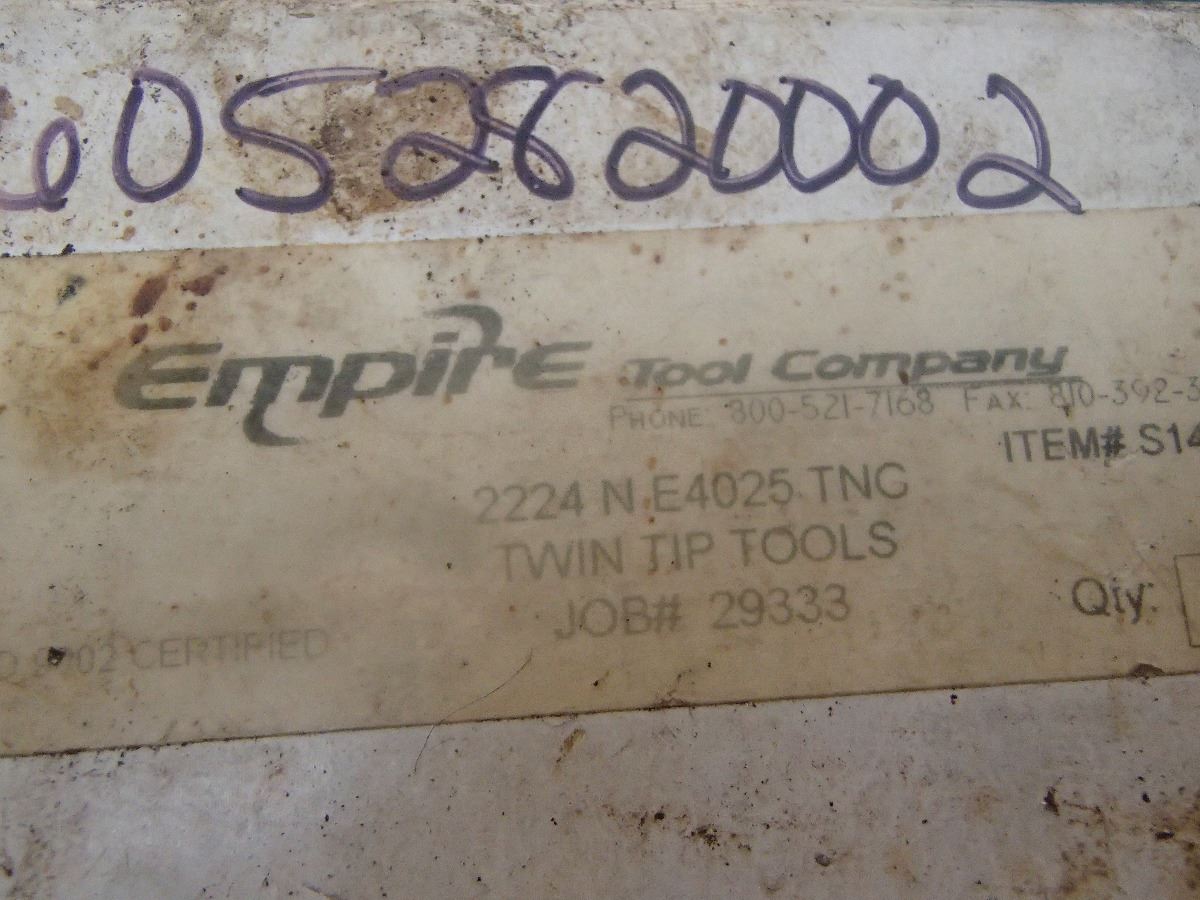 6052820002
Empire Tool Company
PHONE: 800-521-7168 FAX: 810-392-3
ITEM# S14
2224 N E4025 TNG
TWIN TIP TOOLS
JOB# 29333
Qty:
9002 CERTIFIED